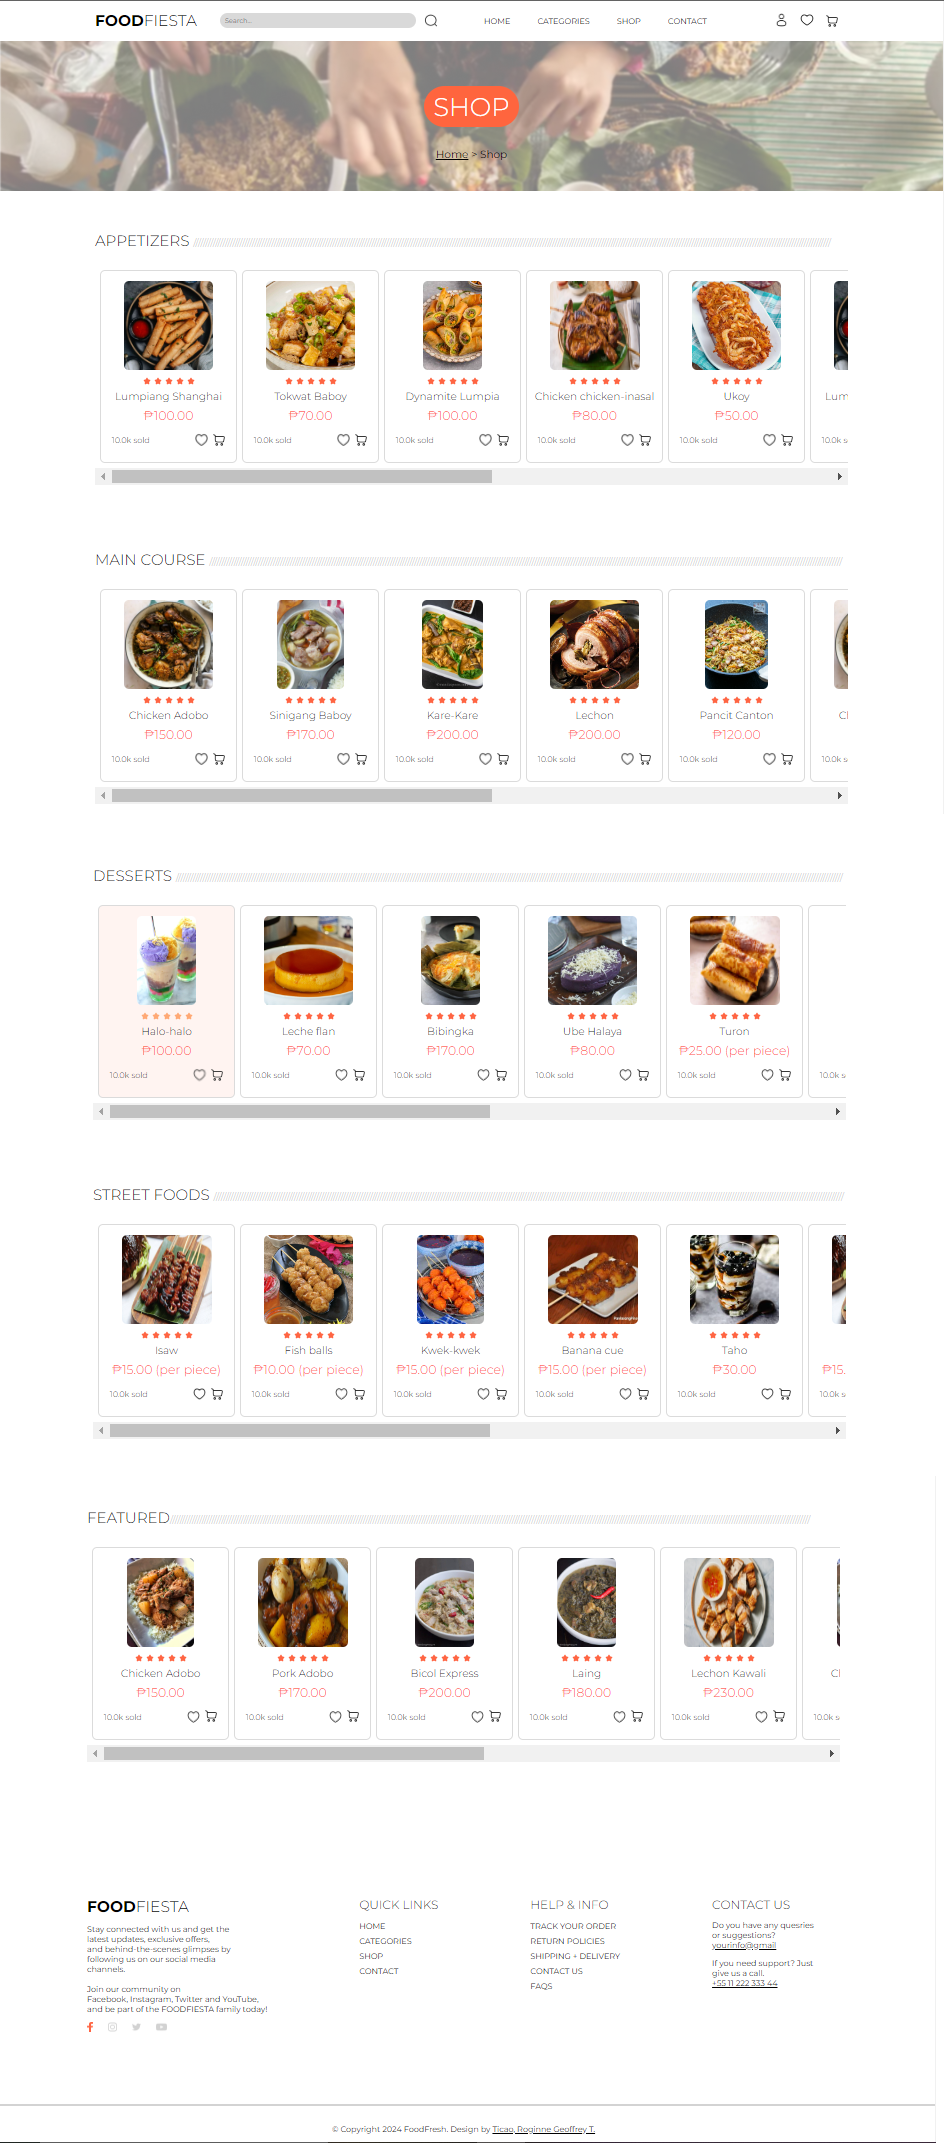 FOODFIESTA
Search...
HOME
CATEGORIES
SHOP
CONTACT
SHOP
Home > Shop
APPETIZERS
Lumpiang Shanghai
₱100.00
10.0k sold
Tokwat Baboy
₱70.00
10.0k sold
Dynamite Lumpia
₱100.00
10.0k sold
Chicken chicken-inasal
₱80.00
10.0k sold
Ukoy
₱50.00
10.0k sold
Lum
10.0k s
MAIN COURSE
Chicken Adobo
₱150.00
10.0k sold
Sinigang Baboy
₱170.00
10.0k sold
Kare-Kare
₱200.00
10.0k sold
Lechon
₱200.00
10.0k sold
Pancit Canton
₱120.00
10.0k sold
Cl
10.0k s
DESSERTS
Halo-halo
₱100.00
10.0k sold
Leche flan
₱70.00
10.0k sold
Bibingka
₱170.00
10.0k sold
Ube Halaya
₱80.00
10.0k sold
Turon
₱25.00 (per piece)
10.0k sold
10.0k s
STREET FOODS
Isaw
₱15.00 (per piece)
10.0k sold
Fish balls
₱10.00 (per piece)
10.0k sold
Kwek-kwek
₱15.00 (per piece)
10.0k sold
Banana cue
₱15.00 (per piece)
10.0k sold
Taho
₱30.00
10.0k sold
₱15.
10.0k s
FEATURED
Chicken Adobo
₱150.00
10.0k sold
Pork Adobo
₱170.00
10.0k sold
Bicol Express
₱200.00
10.0k sold
Laing
₱180.00
10.0k sold
Lechon Kawali
₱230.00
10.0k sold
Cl
10.0k s
FOODFIESTA
Stay connected with us and get the
latest updates, exclusive offers,
and behind-the-scenes glimpses by
following us on our social media
channels.
Join our community on
Facebook, Instagram, Twitter and YouTube,
and be part of the FOODFIESTA family today!
QUICK LINKS
HOME
CATEGORIES
SHOP
CONTACT
HELP & INFO
TRACK YOUR ORDER
RETURN POLICIES
SHIPPING + DELIVERY
CONTACT US
FAQS
CONTACT US
Do you have any quesries
or suggestions?
yourinfo@gmail
If you need support? Just
give us a call.
+55 11 222 333 44
© Copyright 2024 FoodFresh. Design by Ticao, Roginne Geoffrey T.